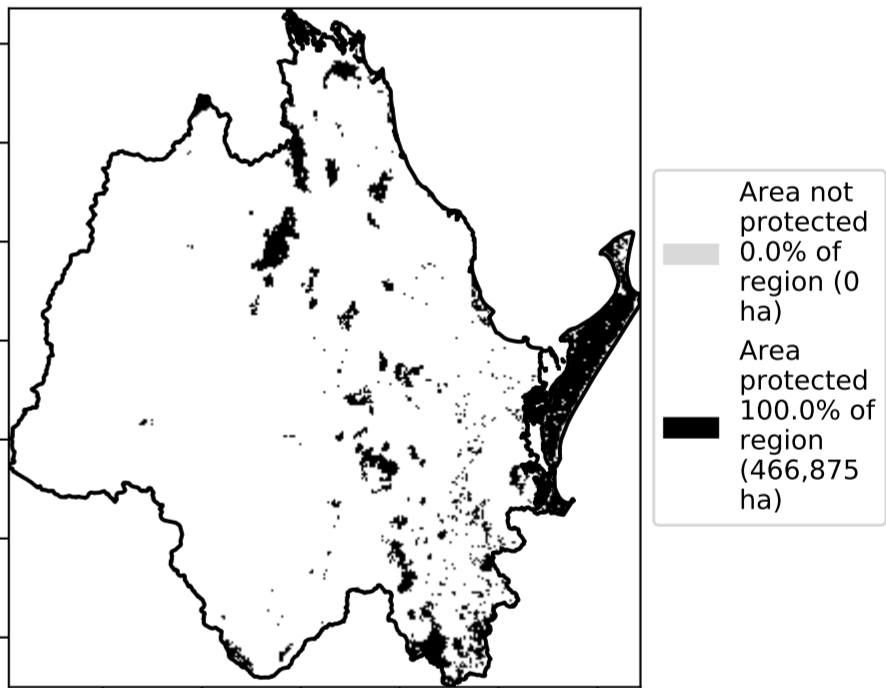 Area not
protected
0.0% of
region (0
ha)
Area
protected
100.0% of
region
(466,875
ha)